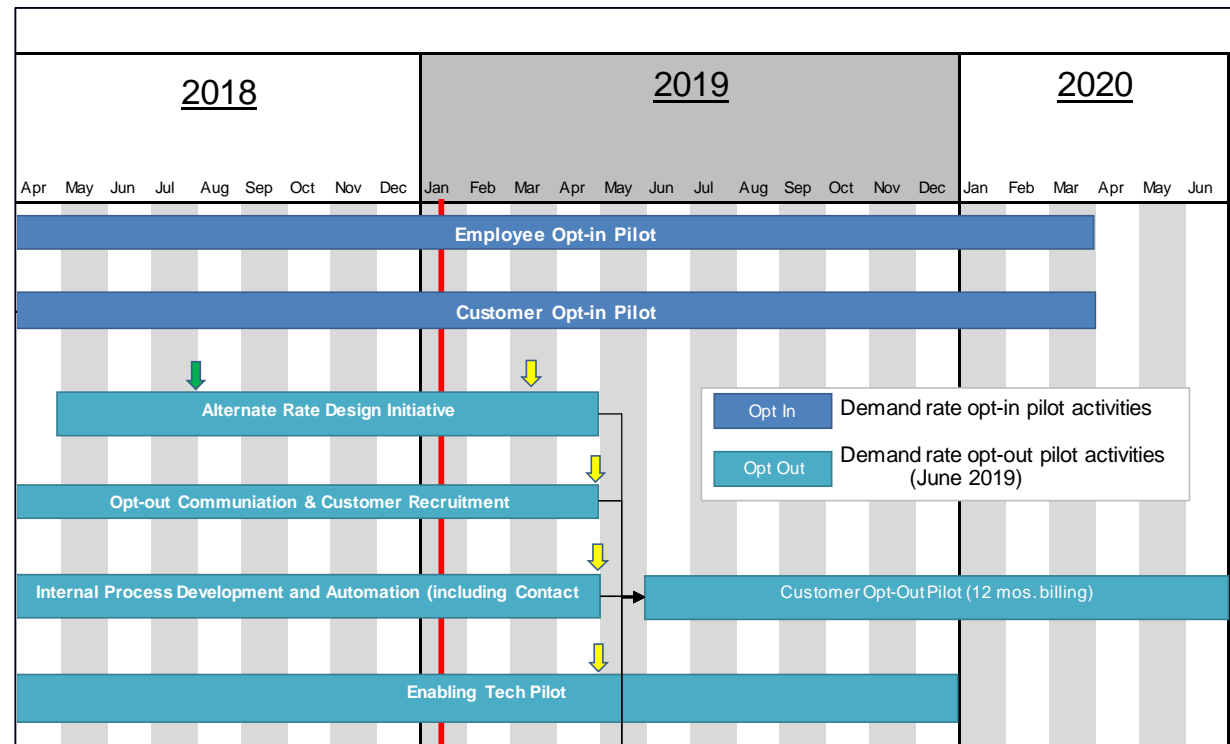 2018
2019
2020
Apr May Jun Jul Aug Sep Oct Nov Dec Jan Feb Mar Apr May Jun Jul Aug Sep Oct Nov Dec Jan Feb Mar Apr May Jun
Employee Opt-in Pilot
Customer Opt-in Pilot
Alternate Rate Design Initiative
Opt In
Demand rate opt-in pilot activities
Opt Out
Demand rate opt-out pilot activities
(June 2019)
Opt-out Communiation & Customer Recruitment
Internal Process Development and Automation (including Contact
Customer Opt-Out Pilot (12 mos. billing)
Enabling Tech Pilot